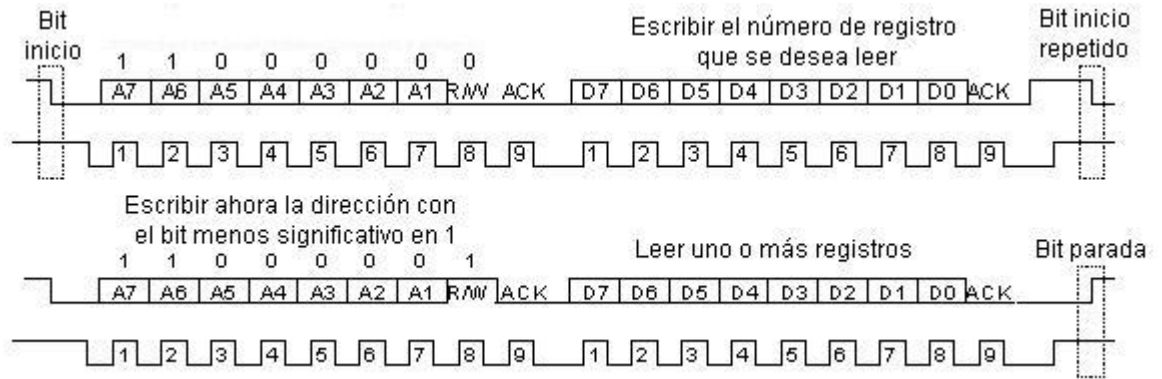 Bit
inicio
Escribir el número de registro
que se desea leer
Bit inicio
repetido
1 1 0 0 0 0 0 0
A7 A6 A5 A4 A3 A2 A1 R/W ACK D7 D6 D5 D4 D3 D2 D1 D0 ACK
1 2 3 4 5 6 7 8 9 1 2 3 4 5 6 7 8 9
Escribir ahora la dirección con
el bit menos significativo en 1
Leer uno o más registros
Bit parada
1 1 0 0 0 0 0 1
A7 A6 A5 A4 A3 A2 A1 R/W ACK D7 D6 D5 D4 D3 D2 D1 D0 ACK
1 2 3 4 5 6 7 8 9 1 2 3 4 5 6 7 8 9